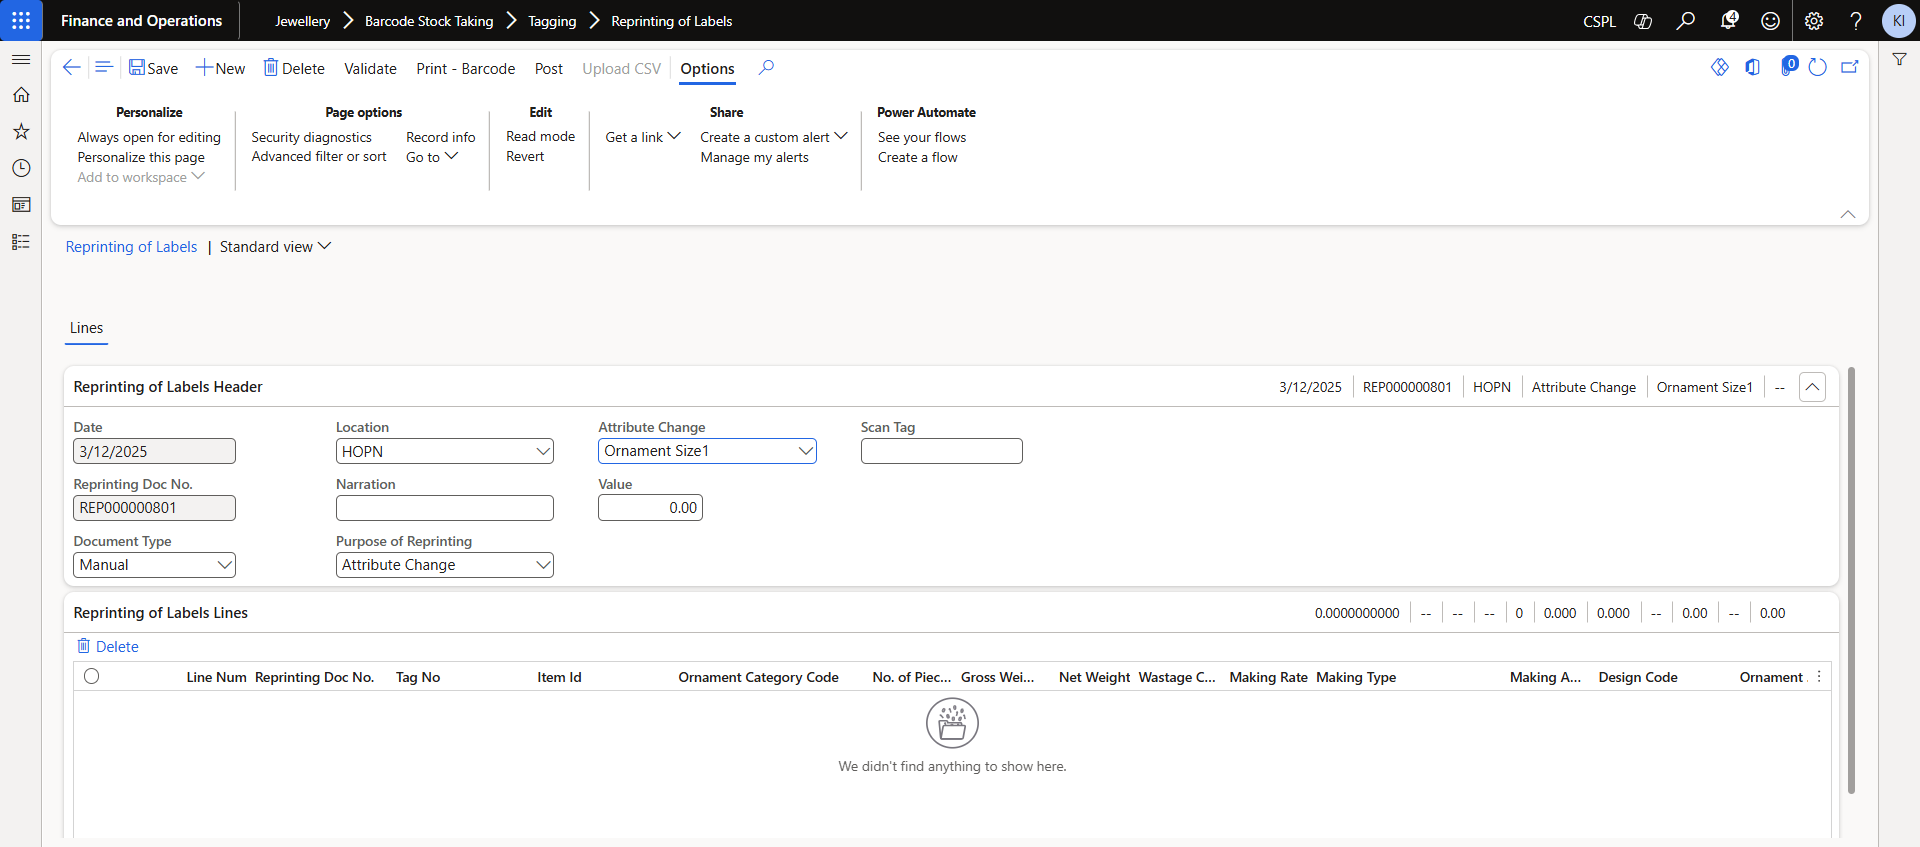 Finance and Operations Jewellery Barcode Stock Taking Tagging Reprinting of Labels CSPL 4 ? KI
Save New Delete Validate Print - Barcode Post Upload CSV Options 0
Personalize
Always open for editing
Personalize this page
Add to workspace
Page options
Security diagnostics Record info
Advanced filter or sort Go to
Edit
Read mode
Revert
Share
Get a link Create a custom alert
Manage my alerts
Power Automate
See your flows
Create a flow
Reprinting of Labels | Standard view
Lines
Reprinting of Labels Header 3/12/2025 REP000000801 HOPN Attribute Change Ornament Size1 --
Date Location Attribute Change Scan Tag
3/12/2025 HOPN Ornament Size1
Reprinting Doc No. Narration Value
REP000000801 0.00
Document Type Purpose of Reprinting
Manual Attribute Change
Reprinting of Labels Lines 0.0000000000 -- -- -- 0 0.000 0.000 -- 0.00 -- 0.00
Delete
Line Num Reprinting Doc No. Tag No Item Id Ornament Category Code No. of Piec... Gross Wei... Net Weight Wastage C... Making Rate Making Type Making A... Design Code Ornament
We didn't find anything to show here.